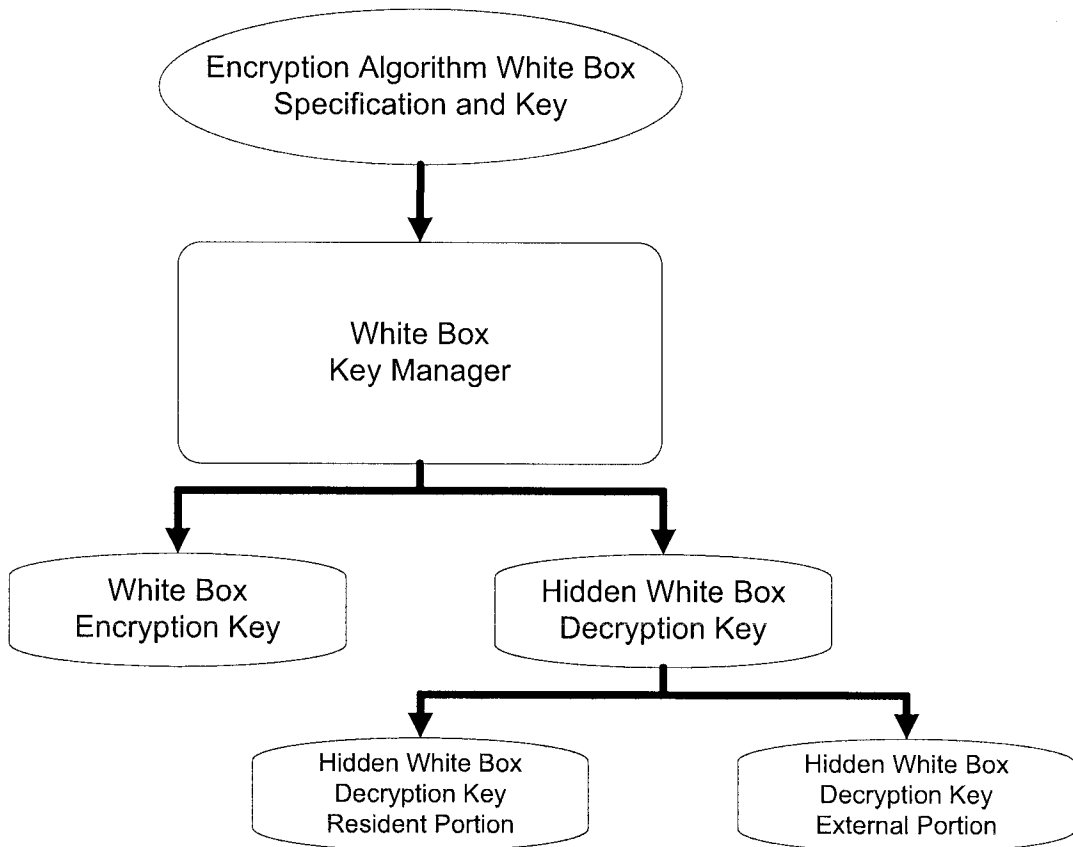 Encryption Algorithm White Box
Specification and Key
White Box
Key Manager
White Box
Encryption Key
Hidden White Box
Decryption Key
Hidden White Box
Decryption Key
Resident Portion
Hidden White Box
Decryption Key
External Portion